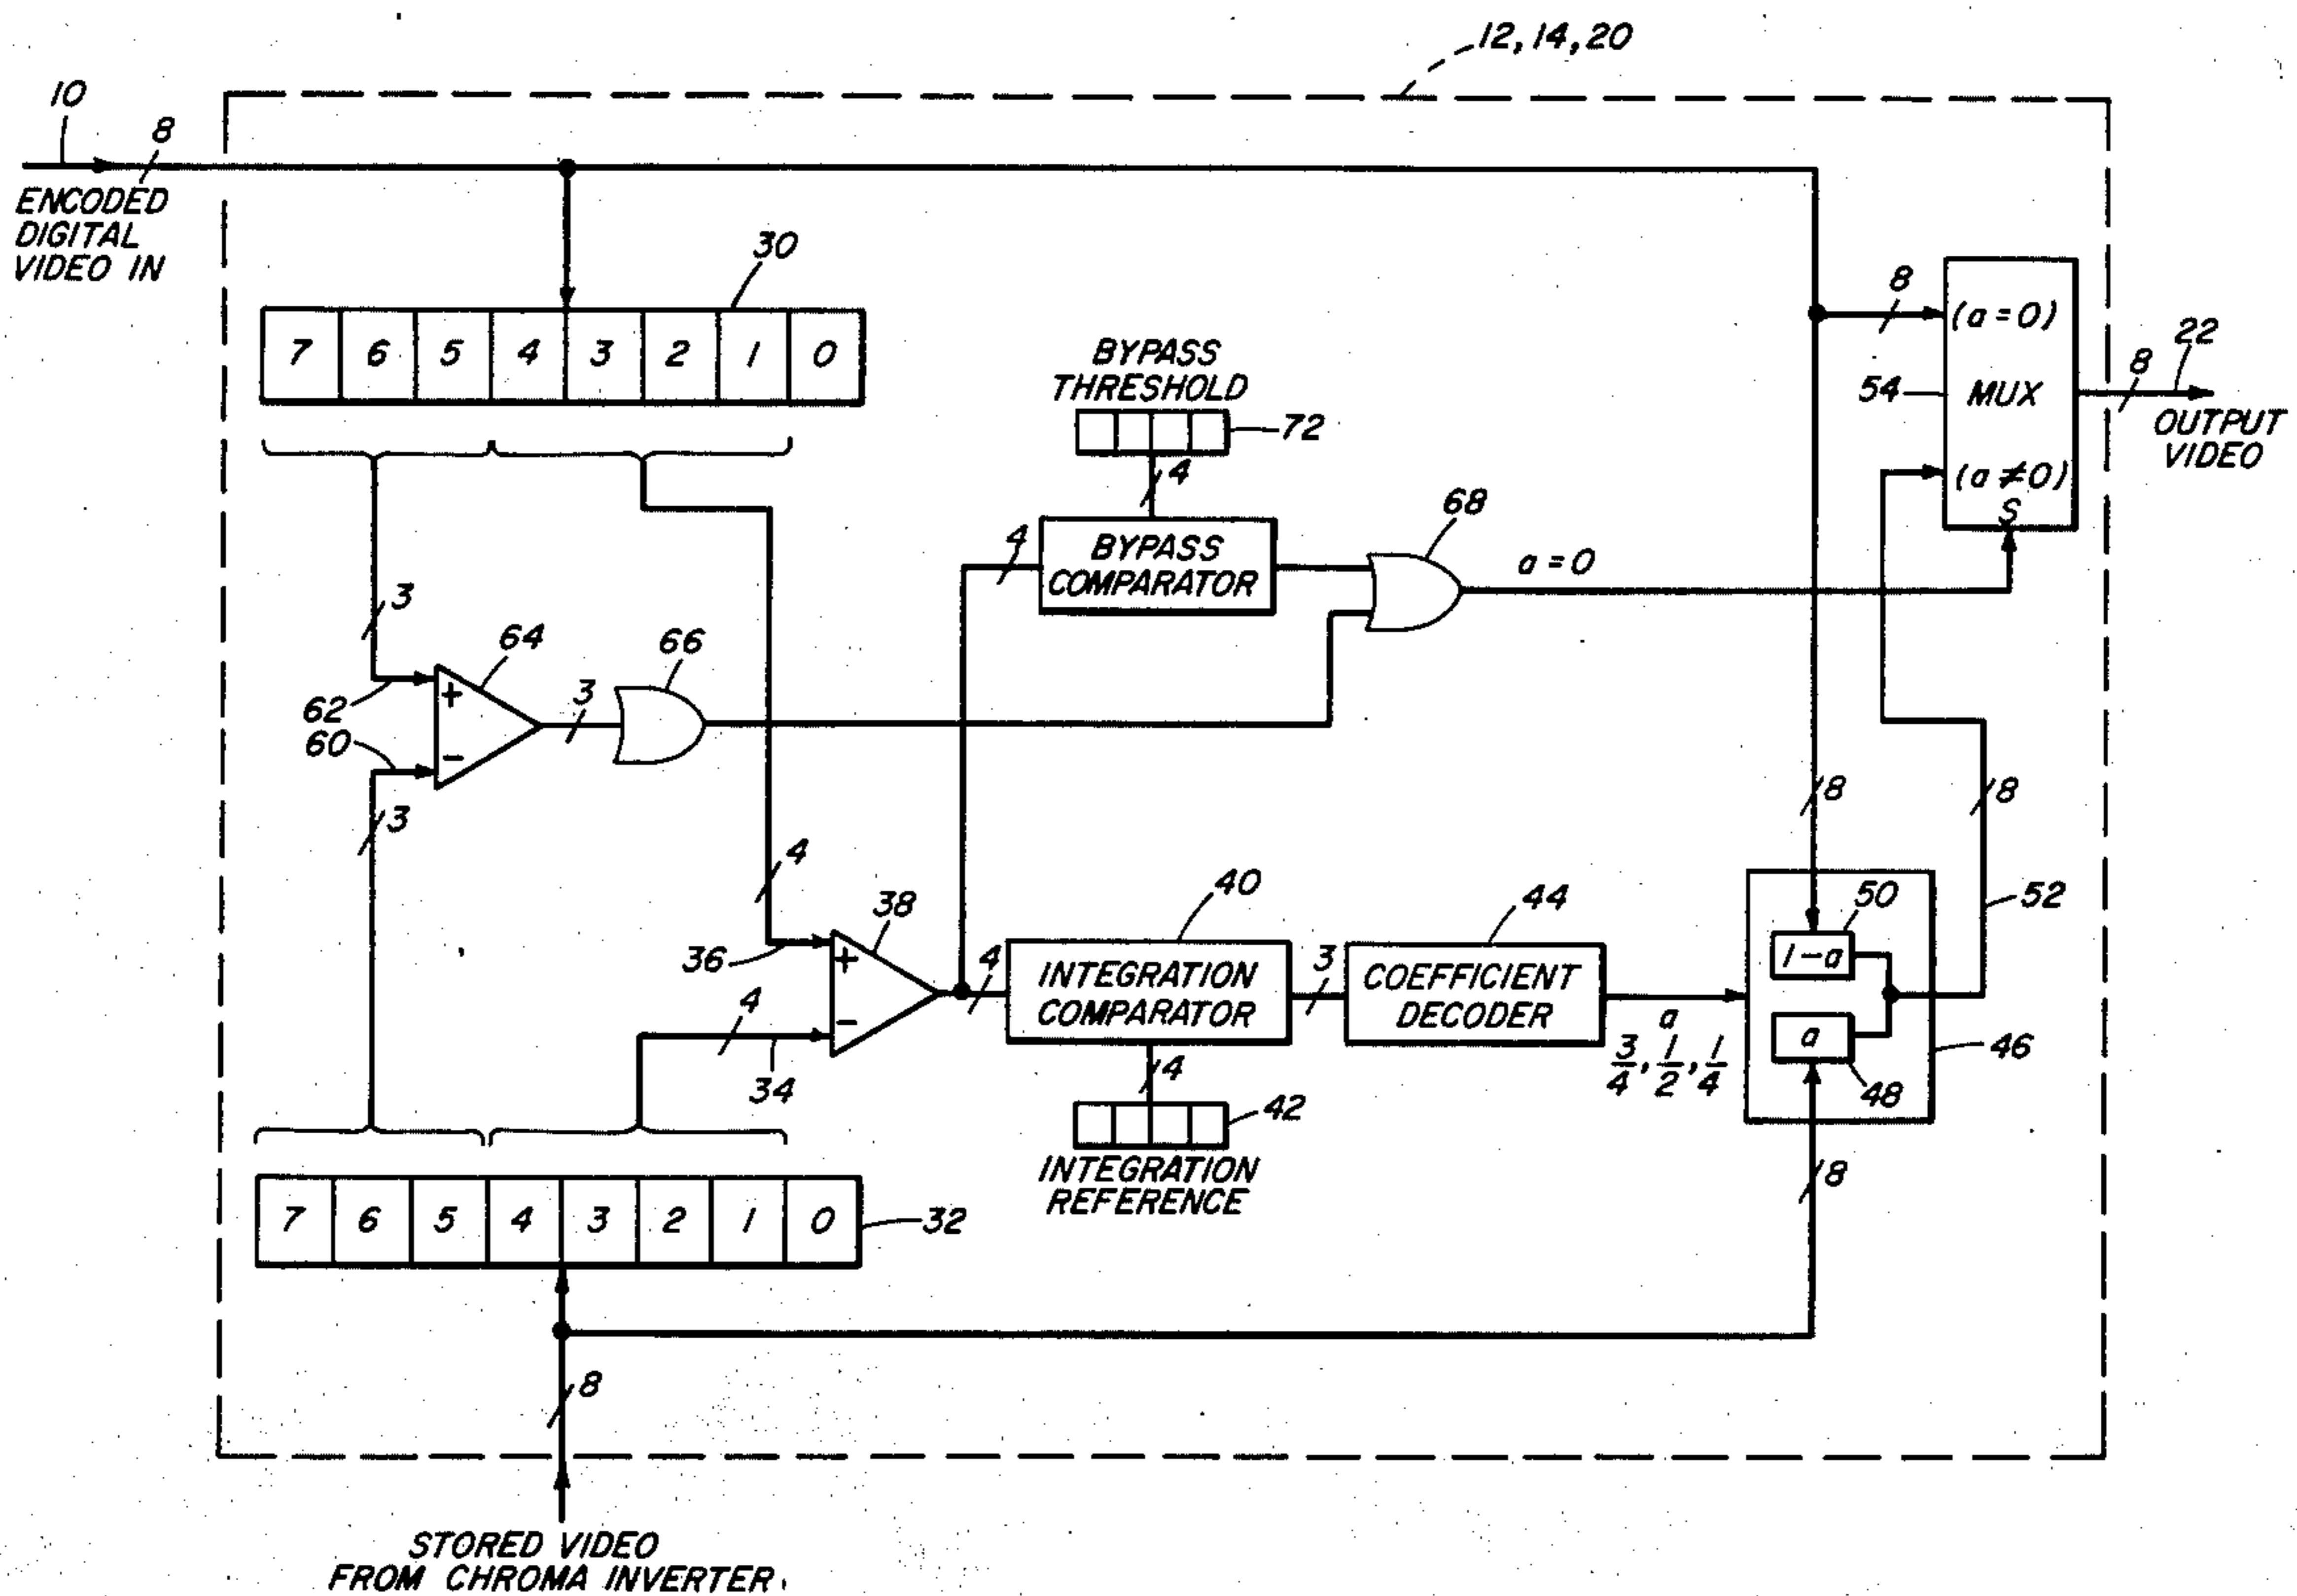 12, 14, 20
10
8
ENCODED
DIGITAL
VIDEO IN
30
7 6 5 4 3 2 1 0
BYPASS
THRESHOLD
72
4
8
(a = 0)
54
MUX
8
22
OUTPUT
VIDEO
(a ≠ 0)
S
3
4
BYPASS
COMPARATOR
68
a = 0
62
60
+
−
64
3
66
3
8
8
4
36
34
4
+
−
38
4
40
INTEGRATION
COMPARATOR
3
44
COEFFICIENT
DECODER
a
3/4, 1/2, 1/4
50
1−a
a
48
52
46
4
42
INTEGRATION
REFERENCE
7 6 5 4 3 2 1 0
32
8
8
STORED VIDEO
FROM CHROMA INVERTER